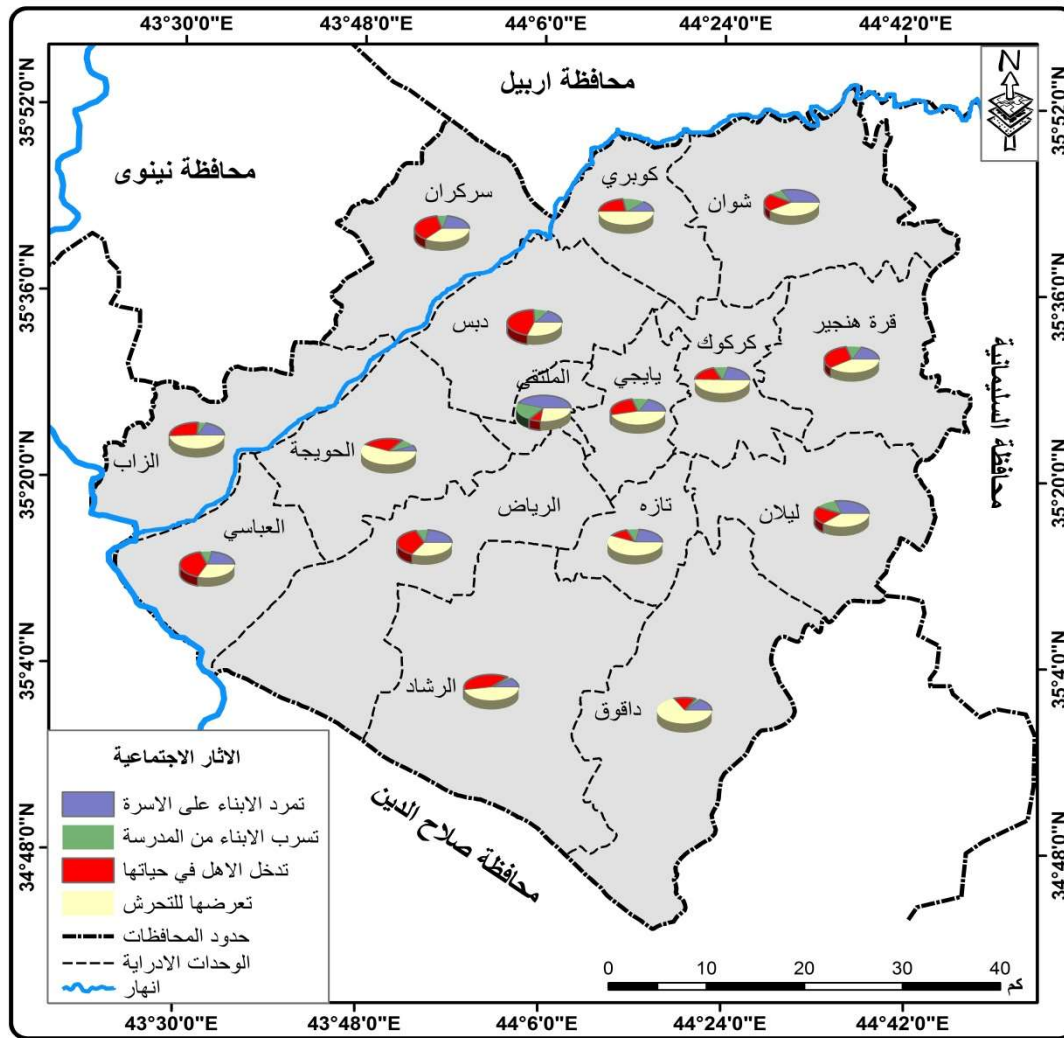 43°30'0"E
43°48'0"E
44°6'0"E
44°24'0"E
44°42'0"E
N
محافظة اربيل
35°52'0"N
35°52'0"N
محافظة نينوى
كوبري
شوان
سركران
35°36'0"N
35°36'0"N
دبس
كركوك
قرة هنجير
محافظة السليمانية
الملتقى
يايجي
35°20'0"N
35°20'0"N
الزاب
الحويجة
العباسي
الرياض
تازه
ليلان
35°4'0"N
35°4'0"N
الرشاد
داقوق
محافظة صلاح الدين
34°48'0"N
34°48'0"N
الاثار الاجتماعية
تمرد الابناء على الاسرة
تسرب الابناء من المدرسة
تدخل الاهل في حياتها
تعرضها للتحرش
حدود المحافظات
الوحدات الادراية
انهار
0 10 20 30 40
كم
43°30'0"E
43°48'0"E
44°6'0"E
44°24'0"E
44°42'0"E